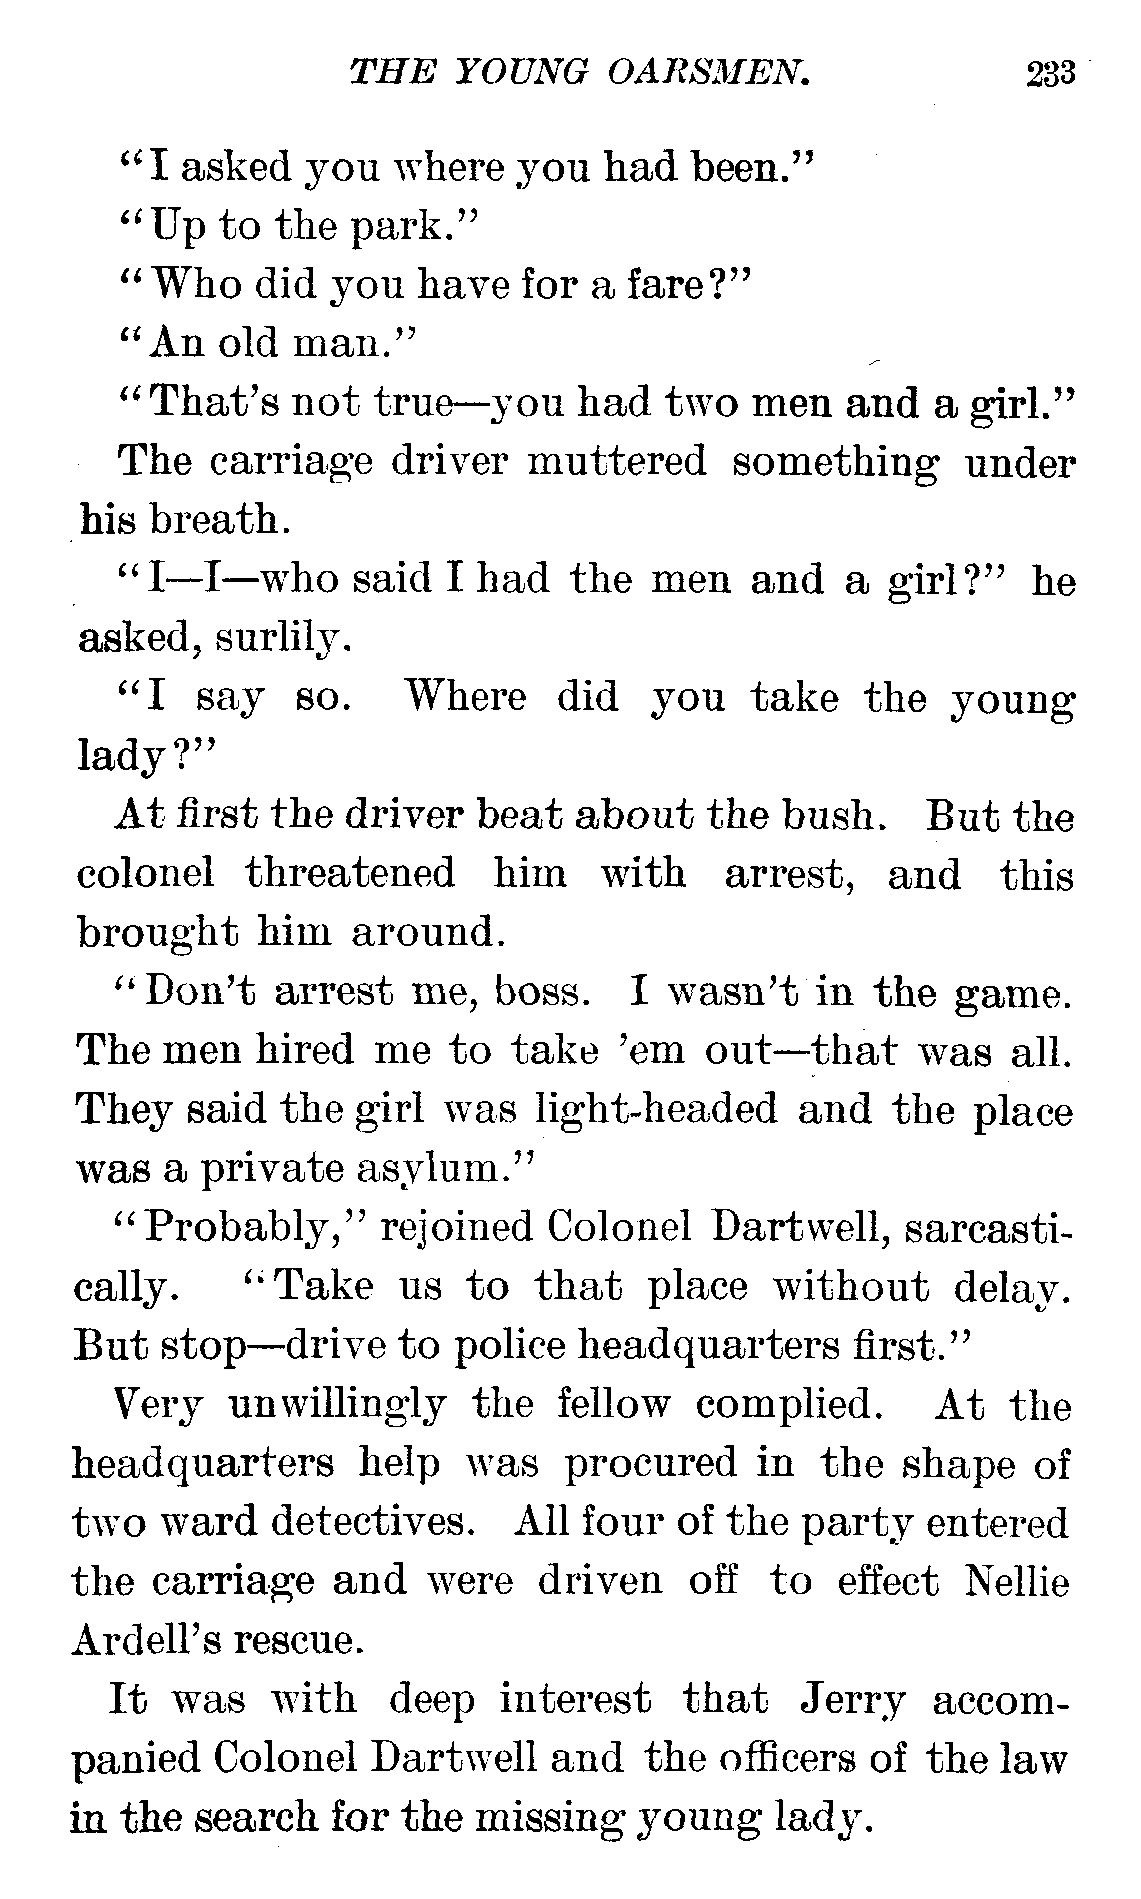 THE YOUNG OARSMEN. 233
“I asked you where you had been.”
“Up to the park.”
“Who did you have for a fare?”
“An old man.”
“That’s not true—you had two men and a girl.”
The carriage driver muttered something under
his breath.
“I—I—who said I had the men and a girl?” he
asked, surlily.
“I say so. Where did you take the young
lady?”
At first the driver beat about the bush. But the
colonel threatened him with arrest, and this
brought him around.
“Don’t arrest me, boss. I wasn’t in the game.
The men hired me to take ’em out—that was all.
They said the girl was light-headed and the place
was a private asylum.”
“Probably,” rejoined Colonel Dartwell, sarcasti-
cally. “Take us to that place without delay.
But stop—drive to police headquarters first.”
Very unwillingly the fellow complied. At the
headquarters help was procured in the shape of
two ward detectives. All four of the party entered
the carriage and were driven off to effect Nellie
Ardell’s rescue.
It was with deep interest that Jerry accom-
panied Colonel Dartwell and the officers of the law
in the search for the missing young lady.